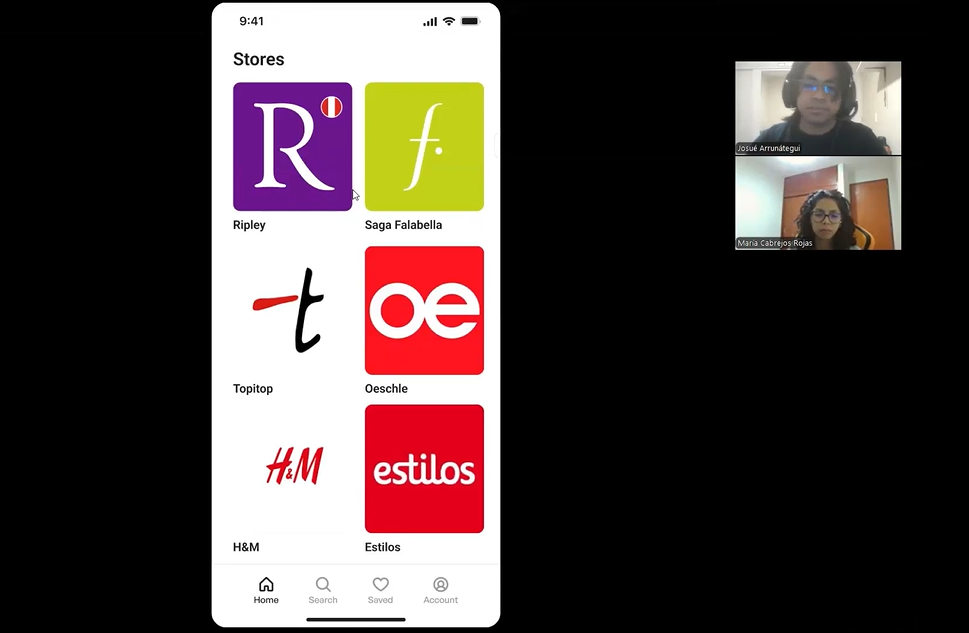 9:41
Stores
R
f.
Ripley
Saga Falabella
t
oe
Topitop
Oeschle
H&M
estilos
H&M
Estilos
Home
Search
Saved
Account
Josué Arrunátegui
María Cabrejos Rojas